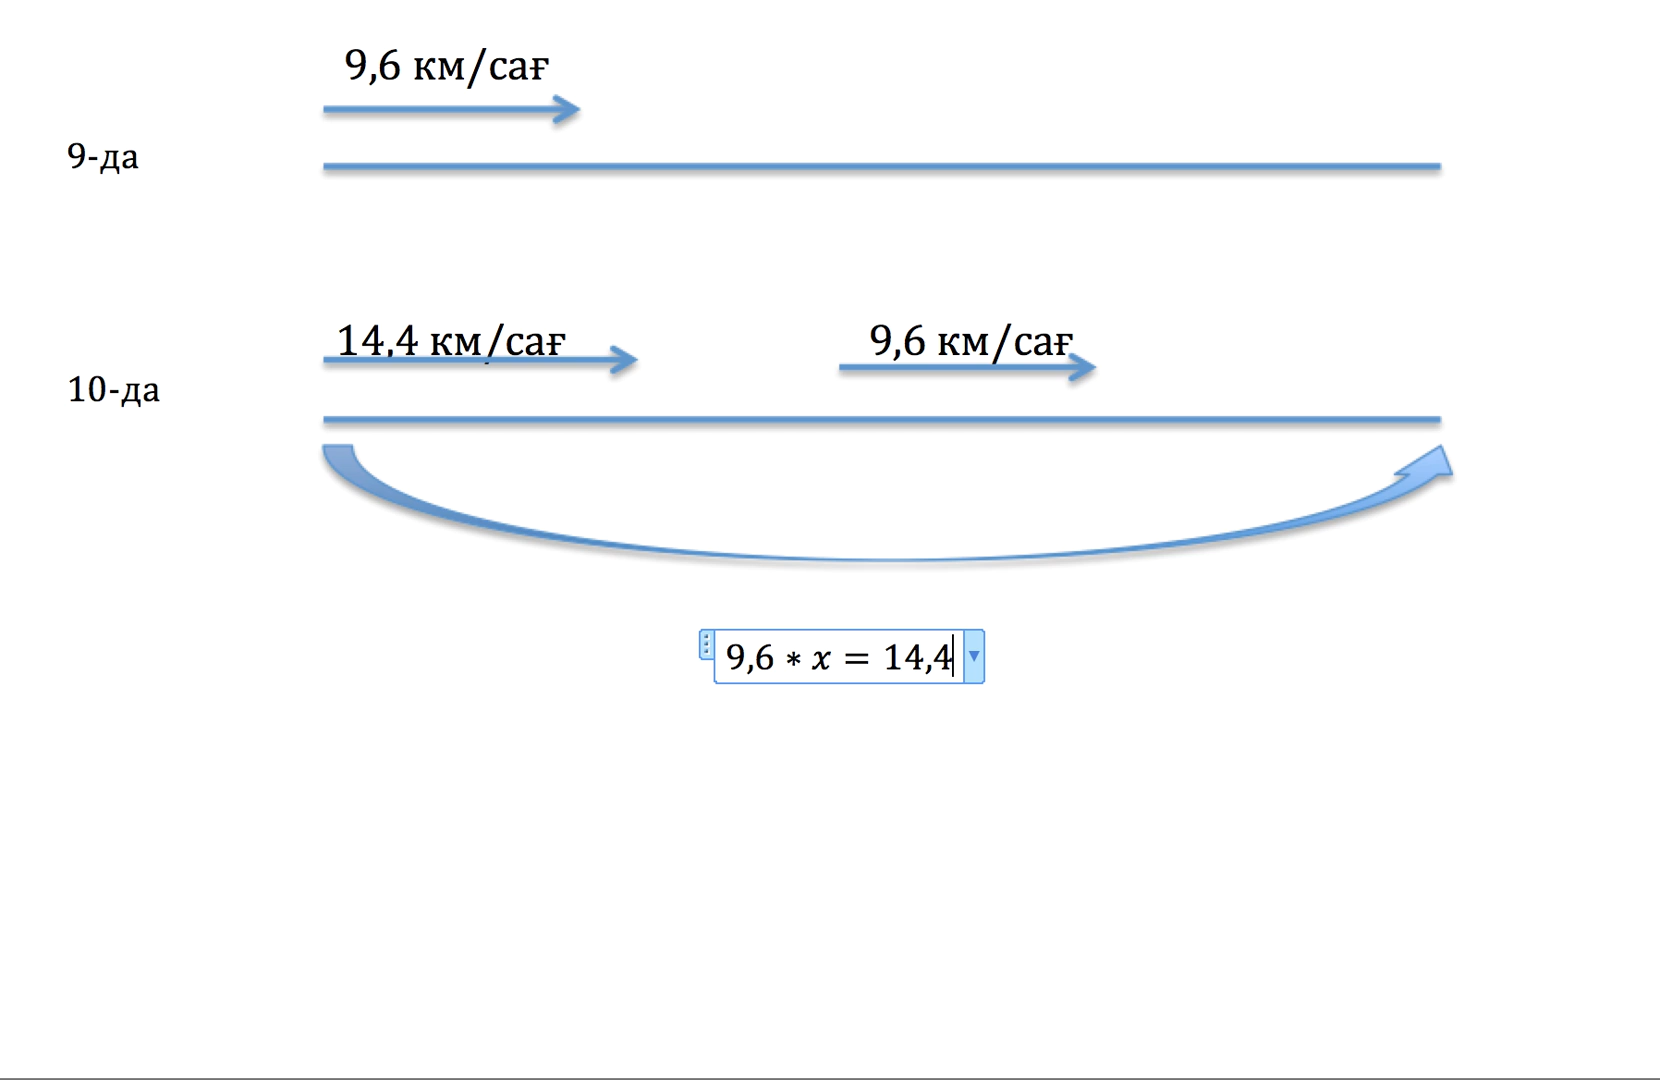 9,6 км/сағ
9-да
14,4 км/сағ
9,6 км/сағ
10-да
9,6 ∗ x = 14,4